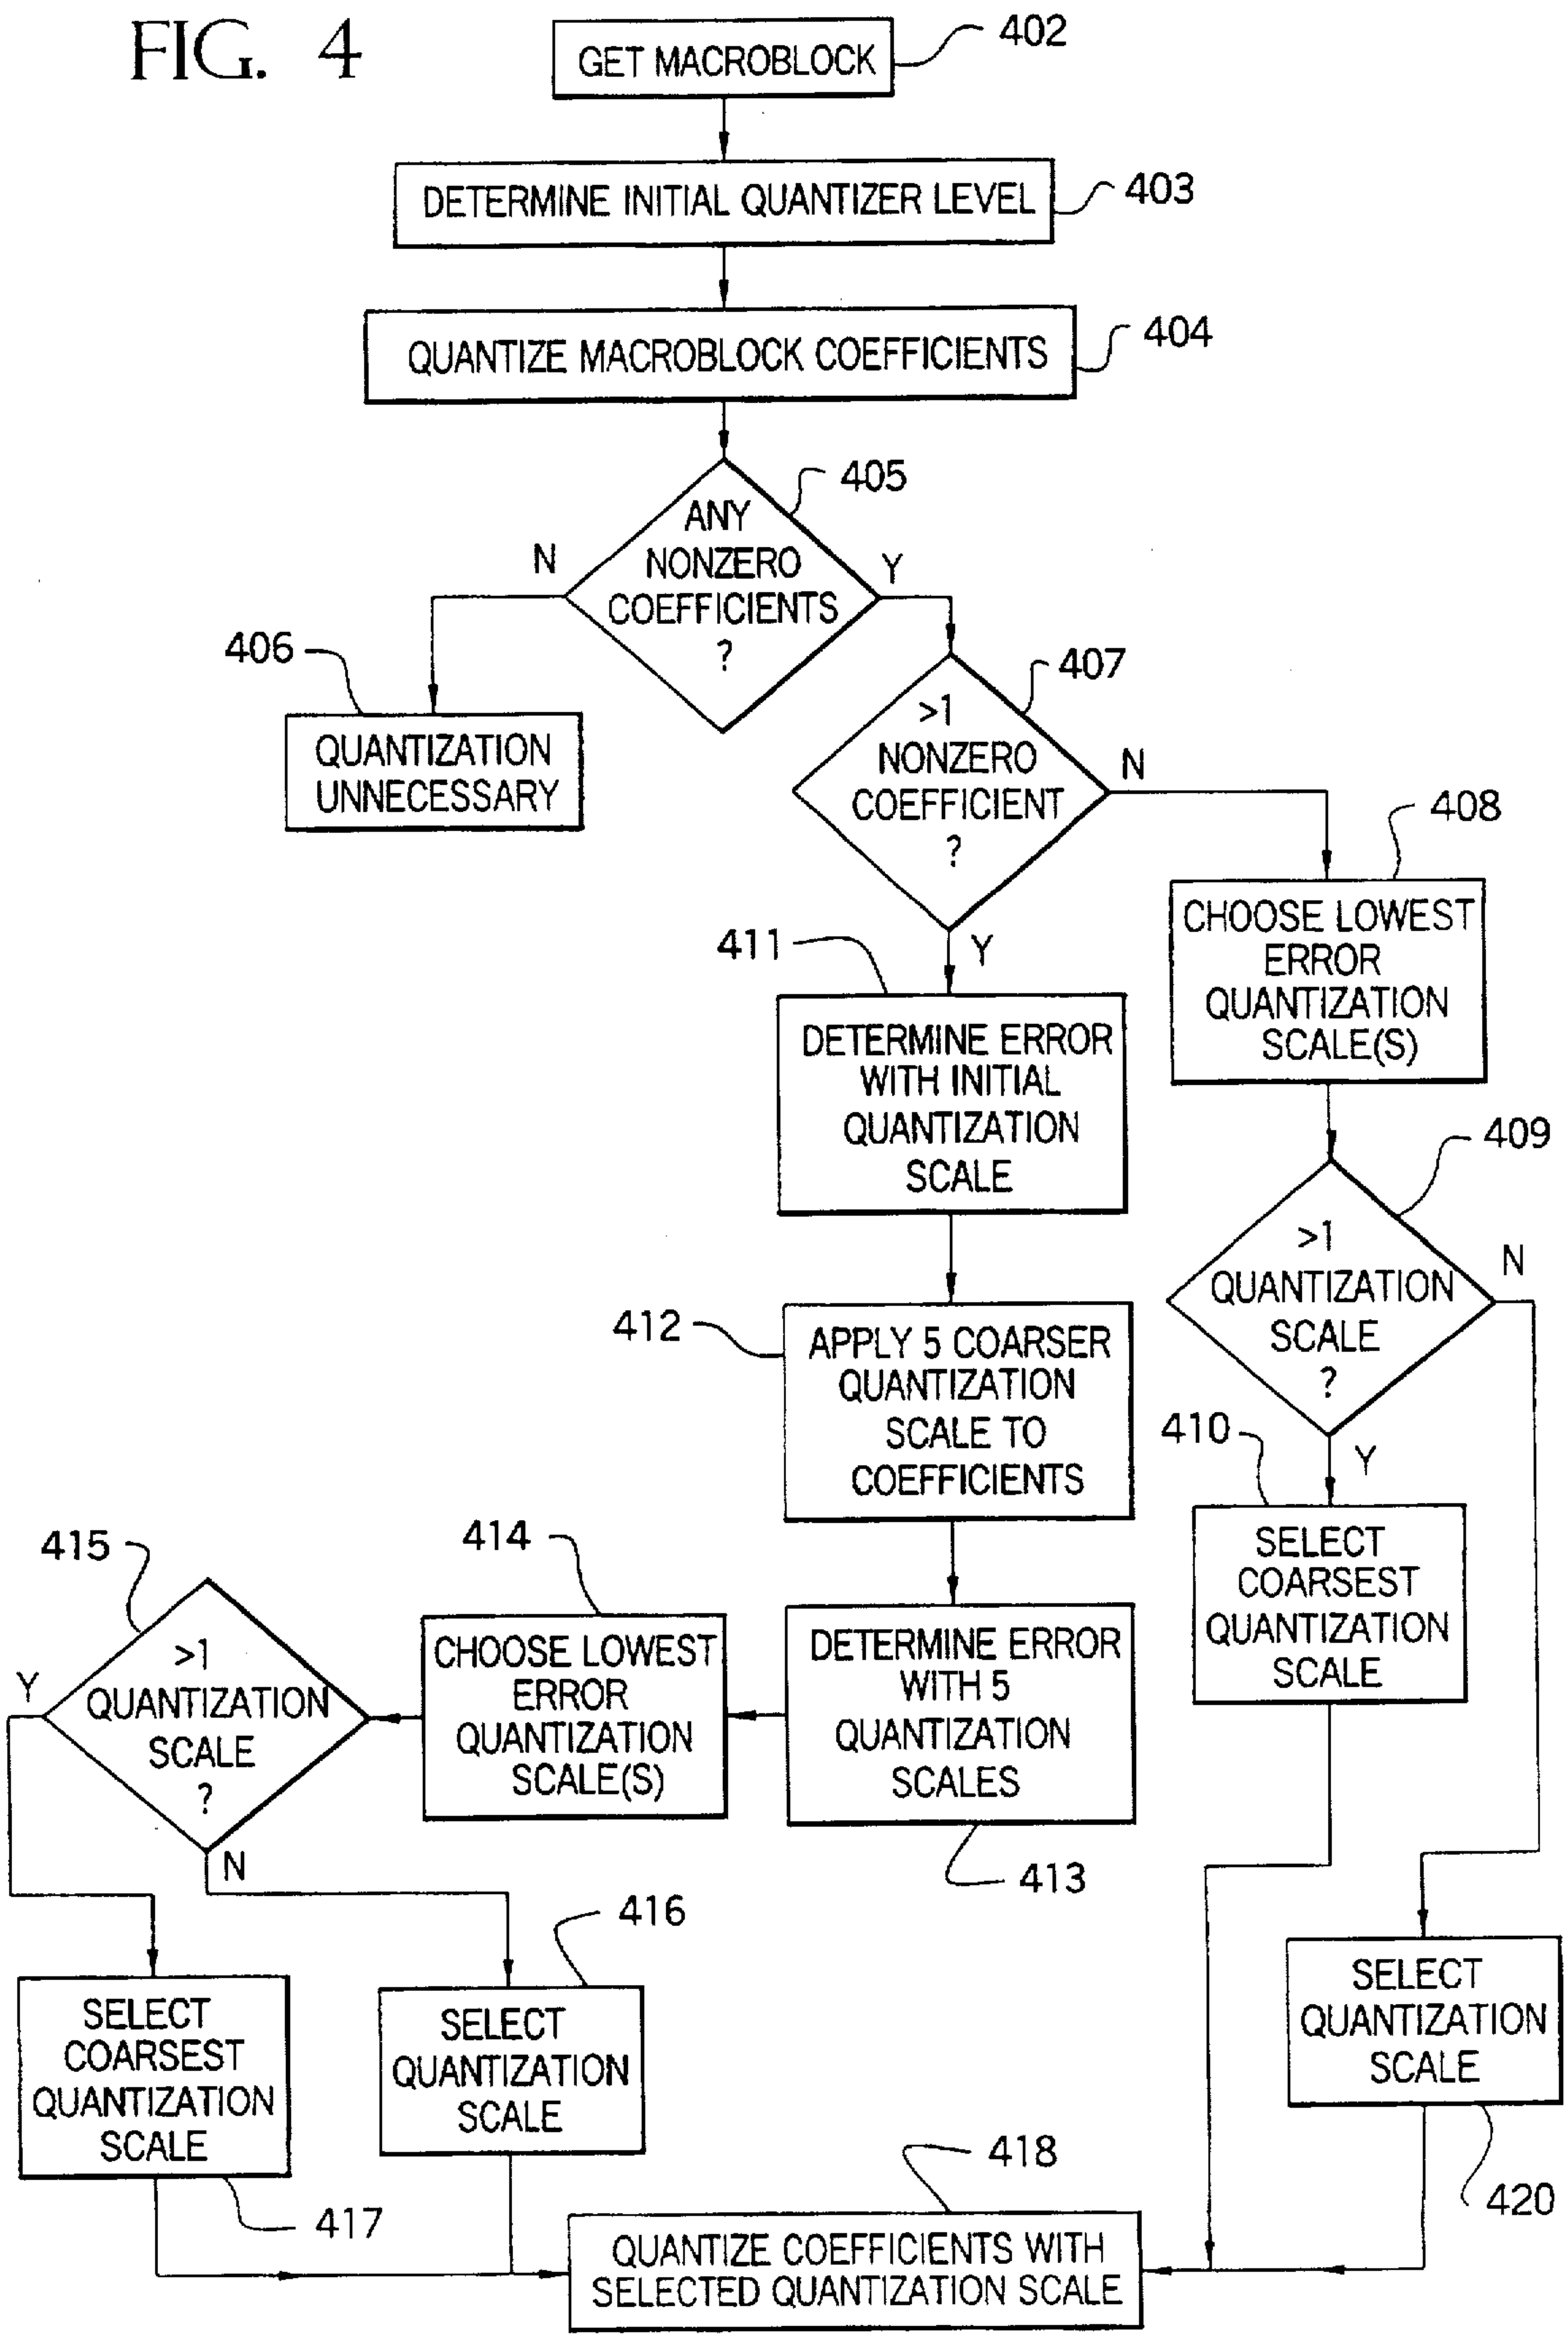 FIG. 4
GET MACROBLOCK
402
DETERMINE INITIAL QUANTIZER LEVEL
403
QUANTIZE MACROBLOCK COEFFICIENTS
404
405
ANY
NONZERO
COEFFICIENTS
?
N
Y
406
QUANTIZATION
UNNECESSARY
407
>1
NONZERO
COEFFICIENT
?
N
Y
408
CHOOSE LOWEST
ERROR
QUANTIZATION
SCALE(S)
411
DETERMINE ERROR
WITH INITIAL
QUANTIZATION
SCALE
409
>1
QUANTIZATION
SCALE
?
N
Y
412
APPLY 5 COARSER
QUANTIZATION
SCALE TO
COEFFICIENTS
410
SELECT
COARSEST
QUANTIZATION
SCALE
415
>1
QUANTIZATION
SCALE
?
Y
N
414
CHOOSE LOWEST
ERROR
QUANTIZATION
SCALE(S)
DETERMINE ERROR
WITH 5
QUANTIZATION
SCALES
413
416
SELECT
COARSEST
QUANTIZATION
SCALE
417
SELECT
QUANTIZATION
SCALE
SELECT
QUANTIZATION
SCALE
420
418
QUANTIZE COEFFICIENTS WITH
SELECTED QUANTIZATION SCALE